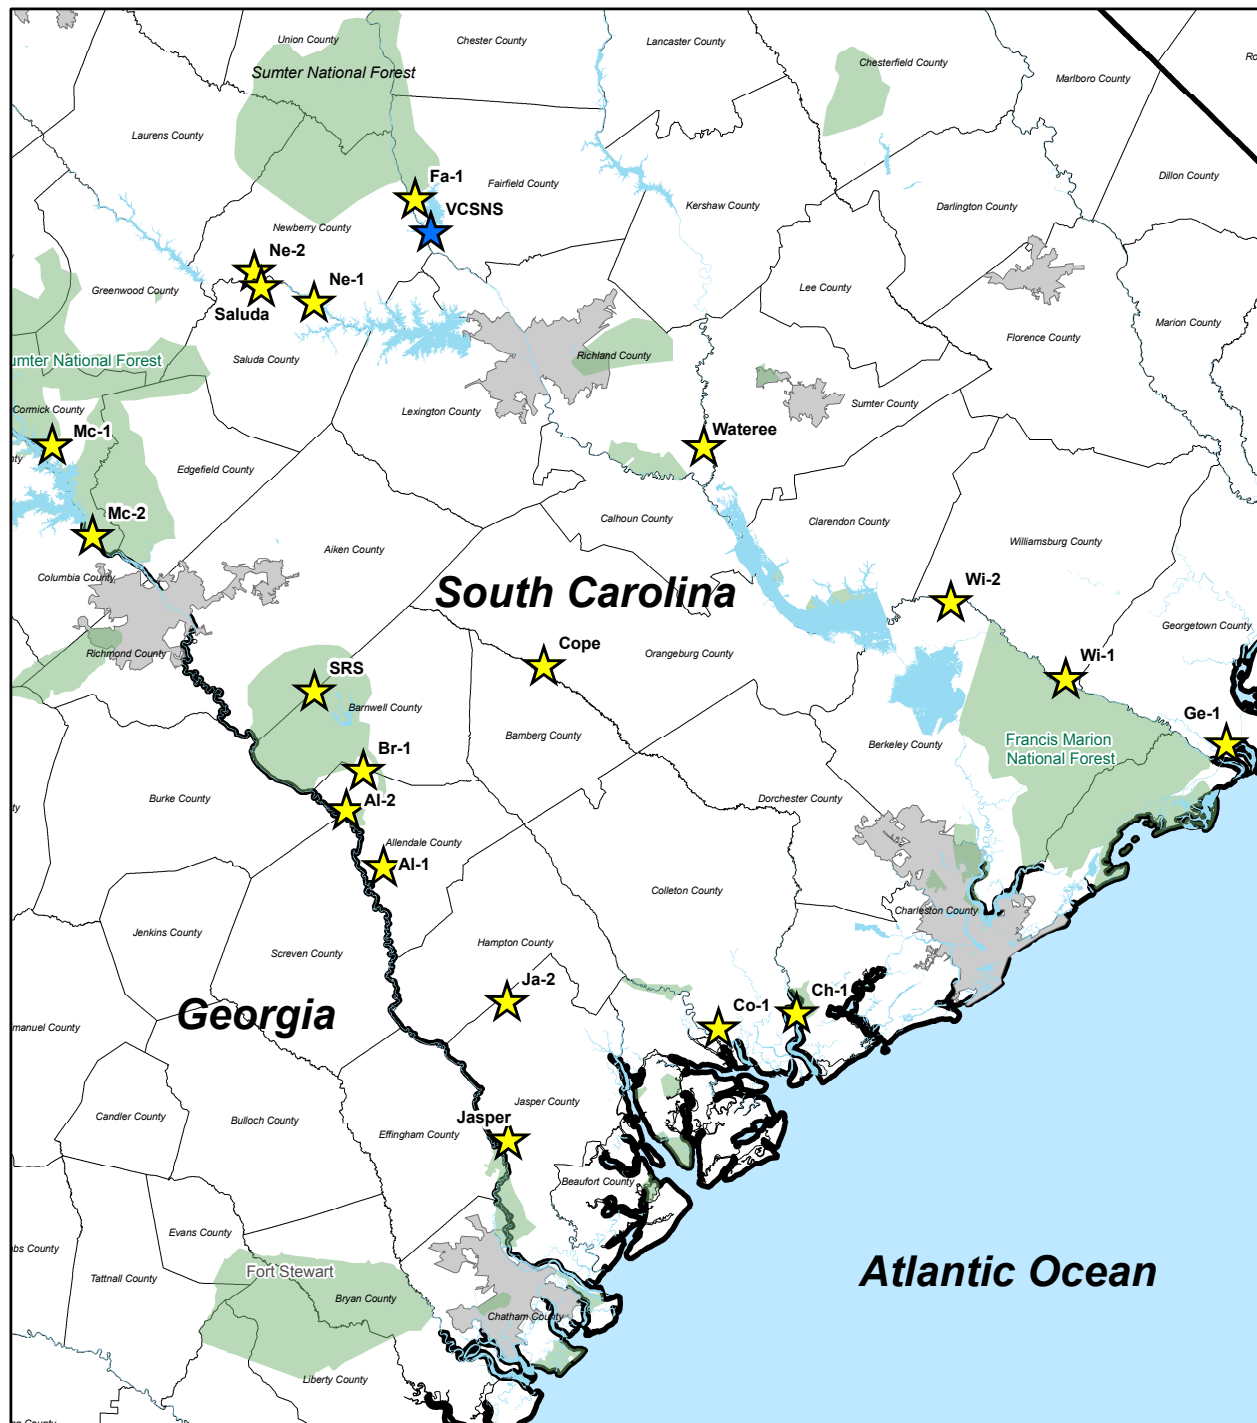 Union County
Chester County
Lancaster County
Ro
Chesterfield County
Marlboro County
Sumter National Forest
Laurens County
Fa-1
Fairfield County
Dillon County
VCSNS
Kershaw County
Darlington County
Newberry County
Ne-2
Ne-1
Greenwood County
Lee County
Saluda
Marion County
Florence County
Saluda County
Richland County
umter National Forest
Cormick County
Lexington County
Sumter County
Mc-1
Wateree
ounty
Edgefield County
Mc-2
Calhoun County
Clarendon County
Aiken County
Williamsburg County
Columbia County
South Carolina
Wi-2
Georgetown County
Cope
Richmond County
Orangeburg County
SRS
Wi-1
Barnwell County
Ge-1
Bamberg County
Br-1
Berkeley County
Francis Marion
National Forest
Burke County
Dorchester County
ty
Al-2
Allendale County
Al-1
Colleton County
Charleston County
Jenkins County
Hampton County
Screven County
Ja-2
Ch-1
Co-1
Georgia
manuel County
Jasper County
Candler County
Bulloch County
Jasper
Effingham County
Beaufort County
Evans County
bs County
Fort Stewart
Tattnall County
Atlantic Ocean
Bryan County
Chatham County
Liberty County
ng County